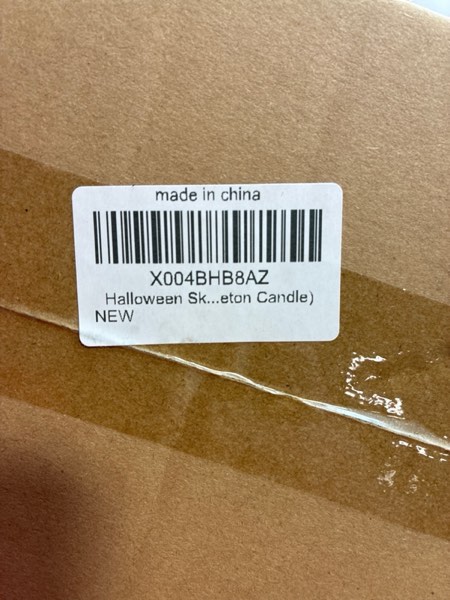 made in china
X004BHB8AZ
Halloween Sk...eton Candle)
NEW